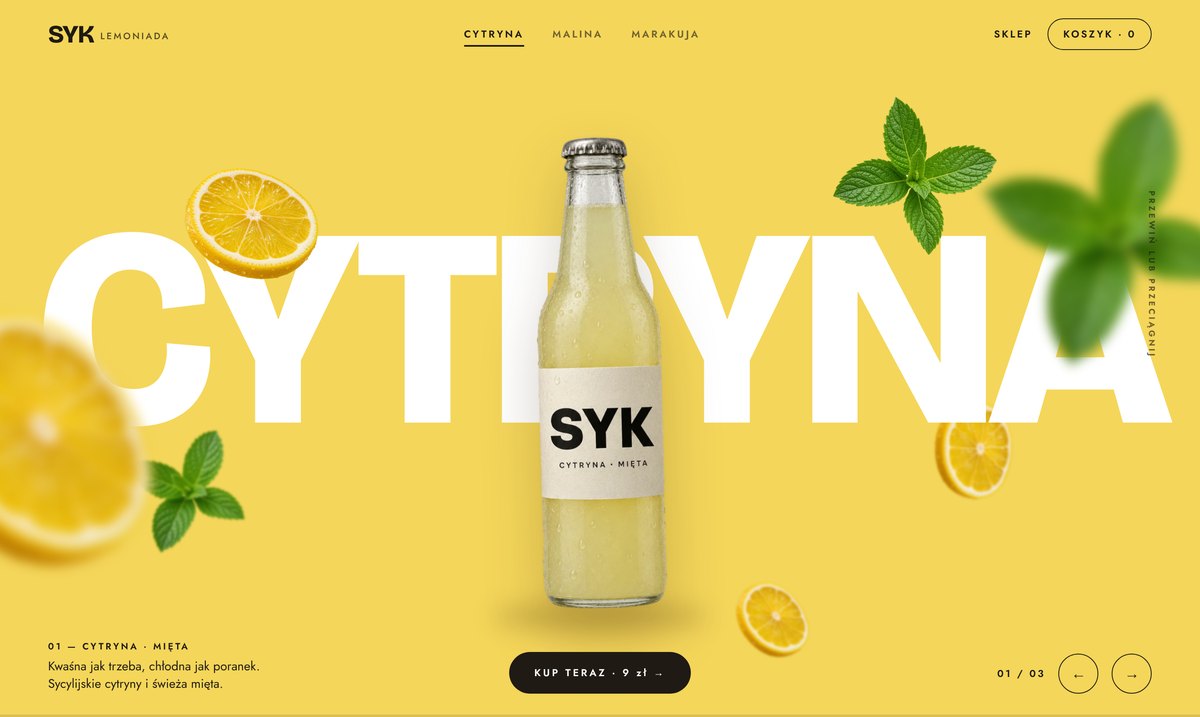 SYK LEMONIADA
CYTRYNA MALINA MARAKUJA
SKLEP KOSZYK · 0
CYTRYNA
PRZEWIŃ LUB PRZECIĄGNIJ
SYK
CYTRYNA · MIĘTA
01 — CYTRYNA · MIĘTA
Kwaśna jak trzeba, chłodna jak poranek.
Sycylijskie cytryny i świeża mięta.
KUP TERAZ · 9 zł →
01 / 03 ← →